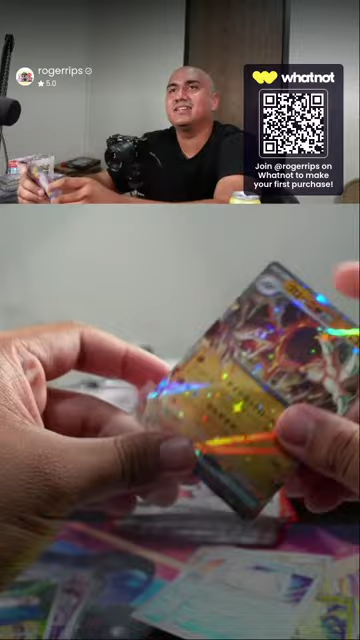 rogerrips
★ 5.0
whatnot
Join @rogerrips on
Whatnot to make
your first purchase!